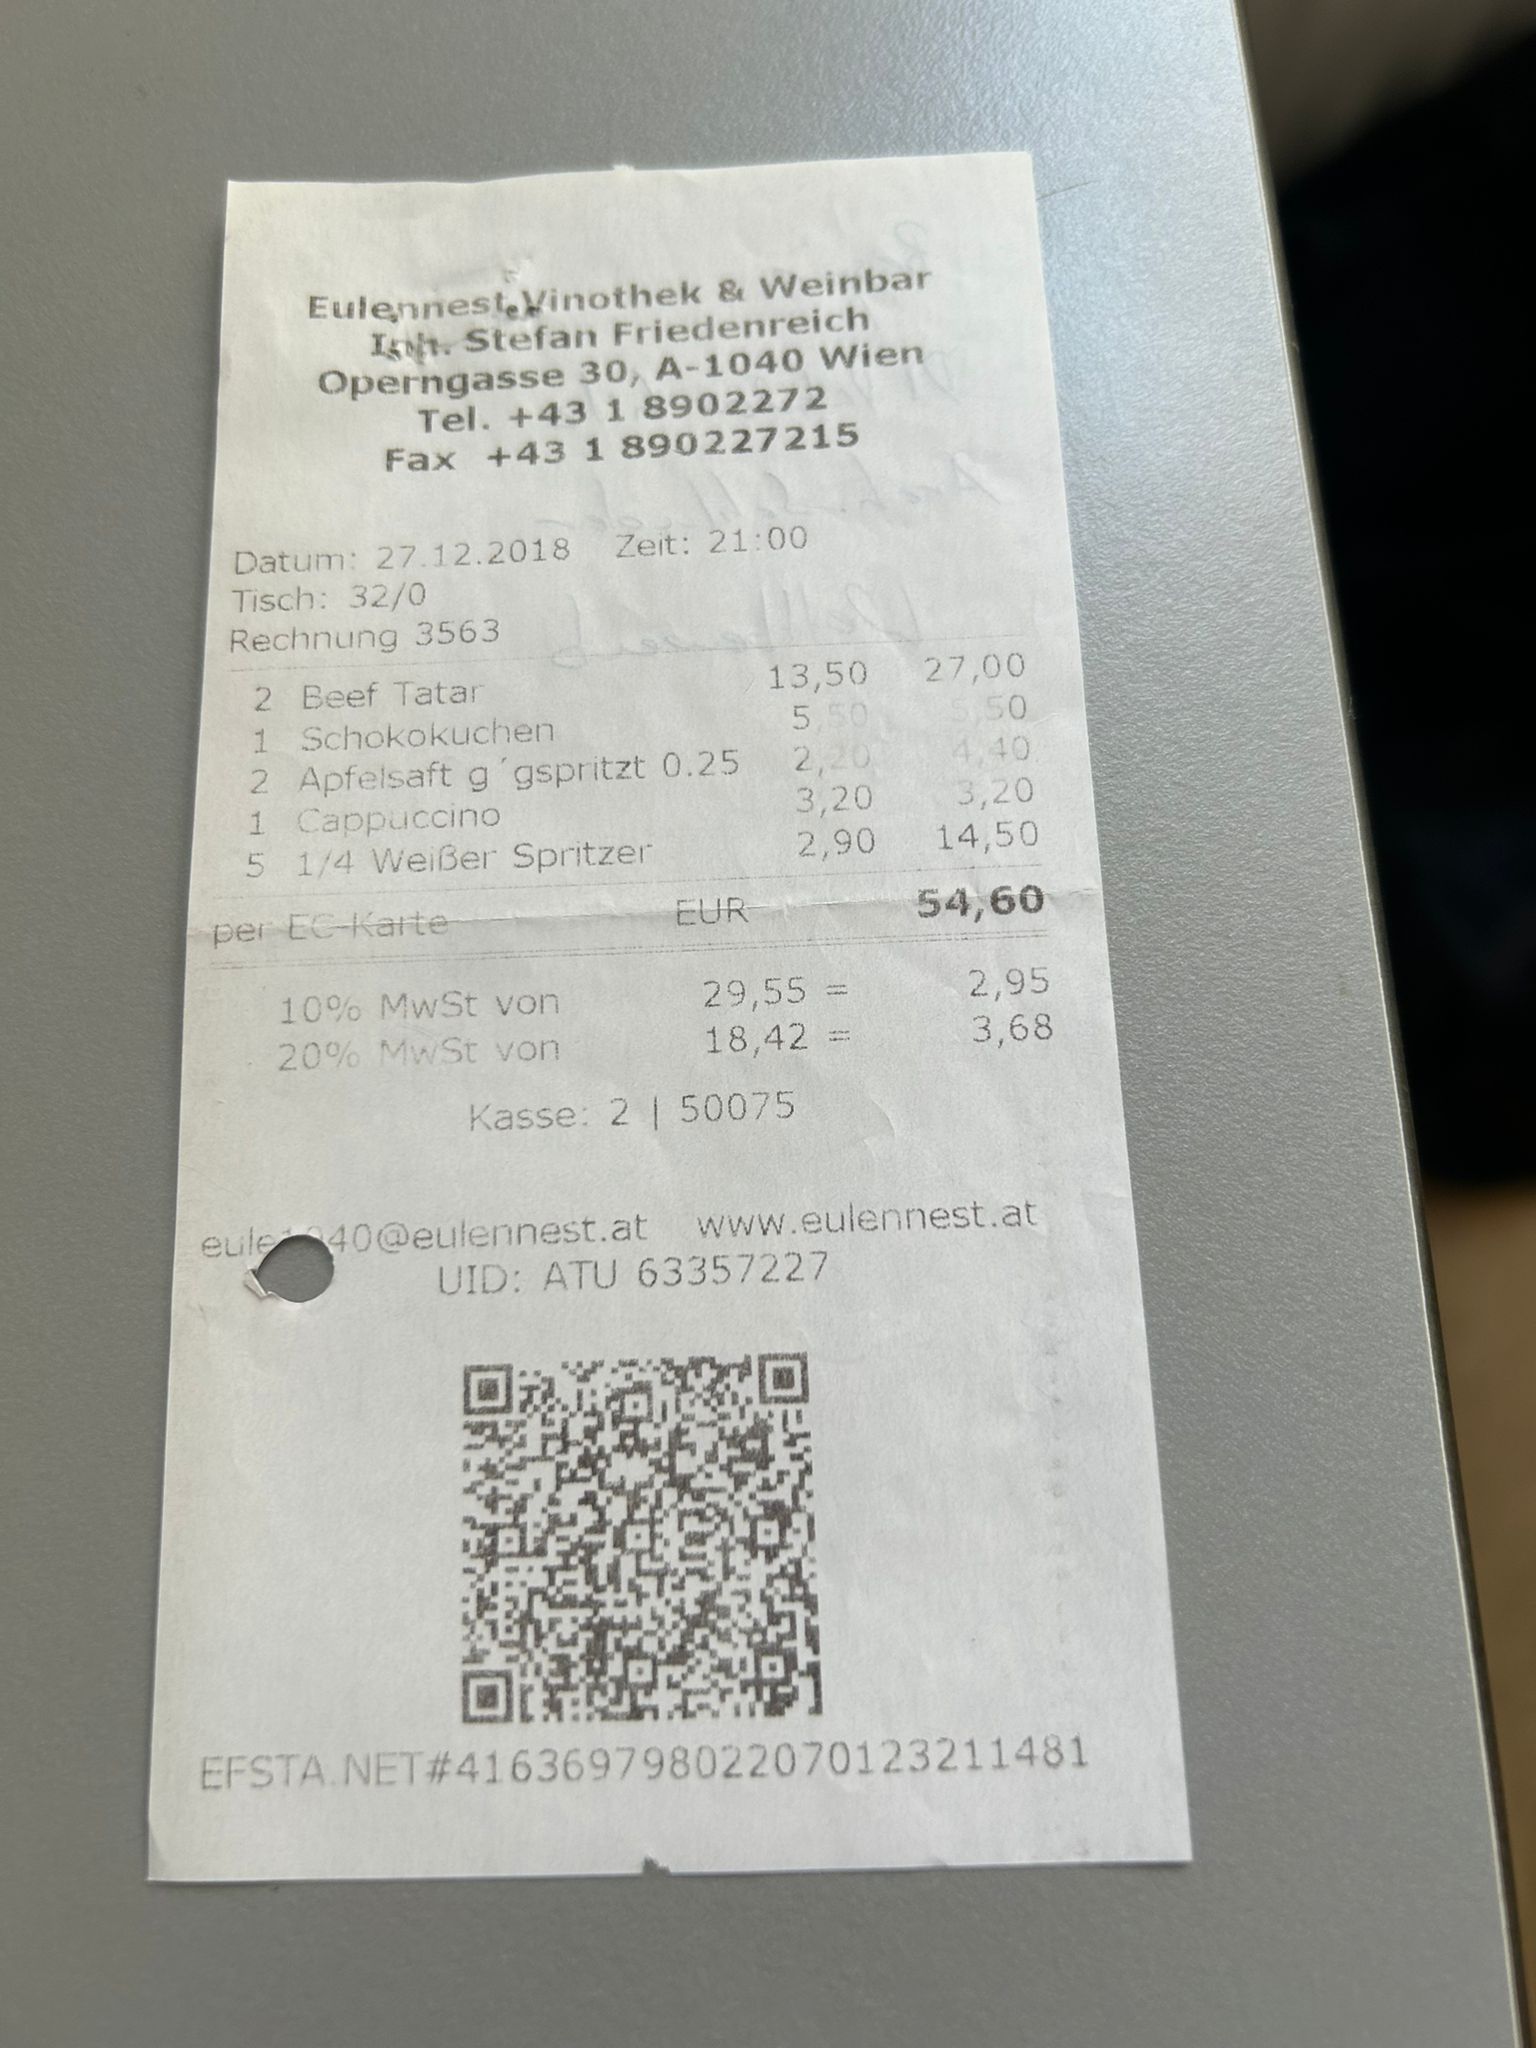 Eulennest Vinothek & Weinbar
Inh. Stefan Friedenreich
Operngasse 30, A-1040 Wien
Tel. +43 1 8902272
Fax +43 1 890227215
Datum: 27.12.2018 Zeit: 21:00
Tisch: 32/0
Rechnung 3563
2 Beef Tatar 13,50 27,00
1 Schokokuchen 5,50 5,50
2 Apfelsaft g´gspritzt 0.25 2,20 4,40
1 Cappuccino 3,20 3,20
5 1/4 Weißer Spritzer 2,90 14,50
per EC-Karte EUR 54,60
10% MwSt von 29,55 = 2,95
20% MwSt von 18,42 = 3,68
Kasse: 2 | 50075
eule1040@eulennest.at www.eulennest.at
UID: ATU 63357227
EFSTA.NET#41636979802207012321​1481